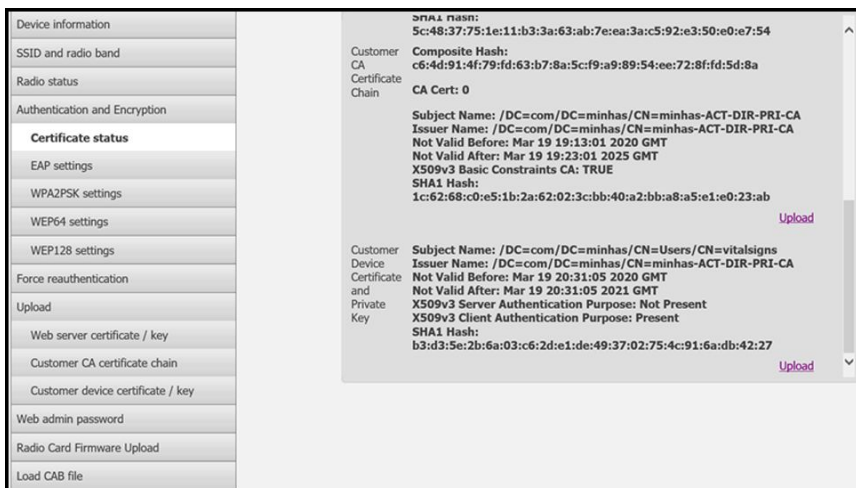 Device information
SSID and radio band
Radio status
Authentication and Encryption
Certificate status
EAP settings
WPA2PSK settings
WEP64 settings
WEP128 settings
Force reauthentication
Upload
Web server certificate / key
Customer CA certificate chain
Customer device certificate / key
Web admin password
Radio Card Firmware Upload
Load CAB file
SHA1 Hash:
5c:48:37:75:1e:11:b3:3a:63:ab:7e:ea:3a:c5:92:e3:50:e0:e7:54
Customer CA Certificate Chain
Composite Hash:
c6:4d:91:4f:79:fd:63:b7:8a:5c:f9:a9:89:54:ee:72:8f:fd:5d:8a
CA Cert: 0
Subject Name: /DC=com/DC=minhas/CN=minhas-ACT-DIR-PRI-CA
Issuer Name: /DC=com/DC=minhas/CN=minhas-ACT-DIR-PRI-CA
Not Valid Before: Mar 19 19:13:01 2020 GMT
Not Valid After: Mar 19 19:23:01 2025 GMT
X509v3 Basic Constraints CA: TRUE
SHA1 Hash:
1c:62:68:c0:e5:1b:2a:62:02:3c:bb:40:a2:bb:a8:a5:e1:e0:23:ab
Upload
Customer Device Certificate and Private Key
Subject Name: /DC=com/DC=minhas/CN=Users/CN=vitalsigns
Issuer Name: /DC=com/DC=minhas/CN=minhas-ACT-DIR-PRI-CA
Not Valid Before: Mar 19 20:31:05 2020 GMT
Not Valid After: Mar 19 20:31:05 2021 GMT
X509v3 Server Authentication Purpose: Not Present
X509v3 Client Authentication Purpose: Present
SHA1 Hash:
b3:d3:5e:2b:6a:03:c6:2d:e1:de:49:37:02:75:4c:91:6a:db:42:27
Upload